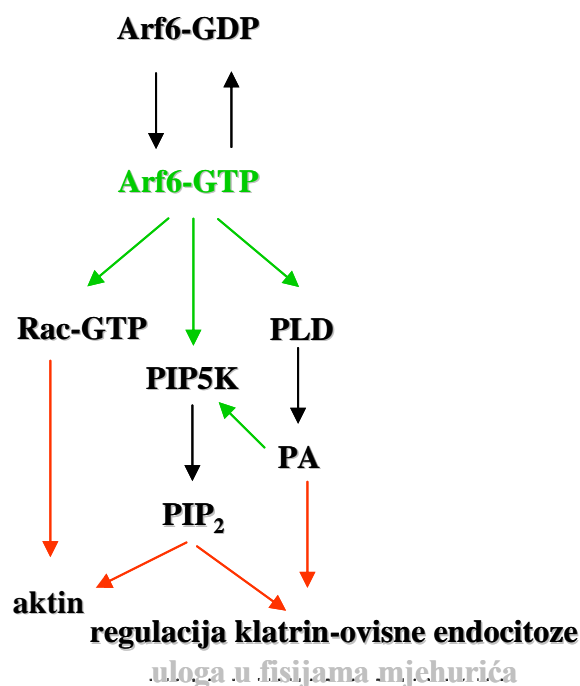 Arf6-GDP
Arf6-GTP
Rac-GTP
PLD
PIP5K
PA
PIP₂
aktin
regulacija klatrin-ovisne endocitoze
uloga u fisijama mjehurića